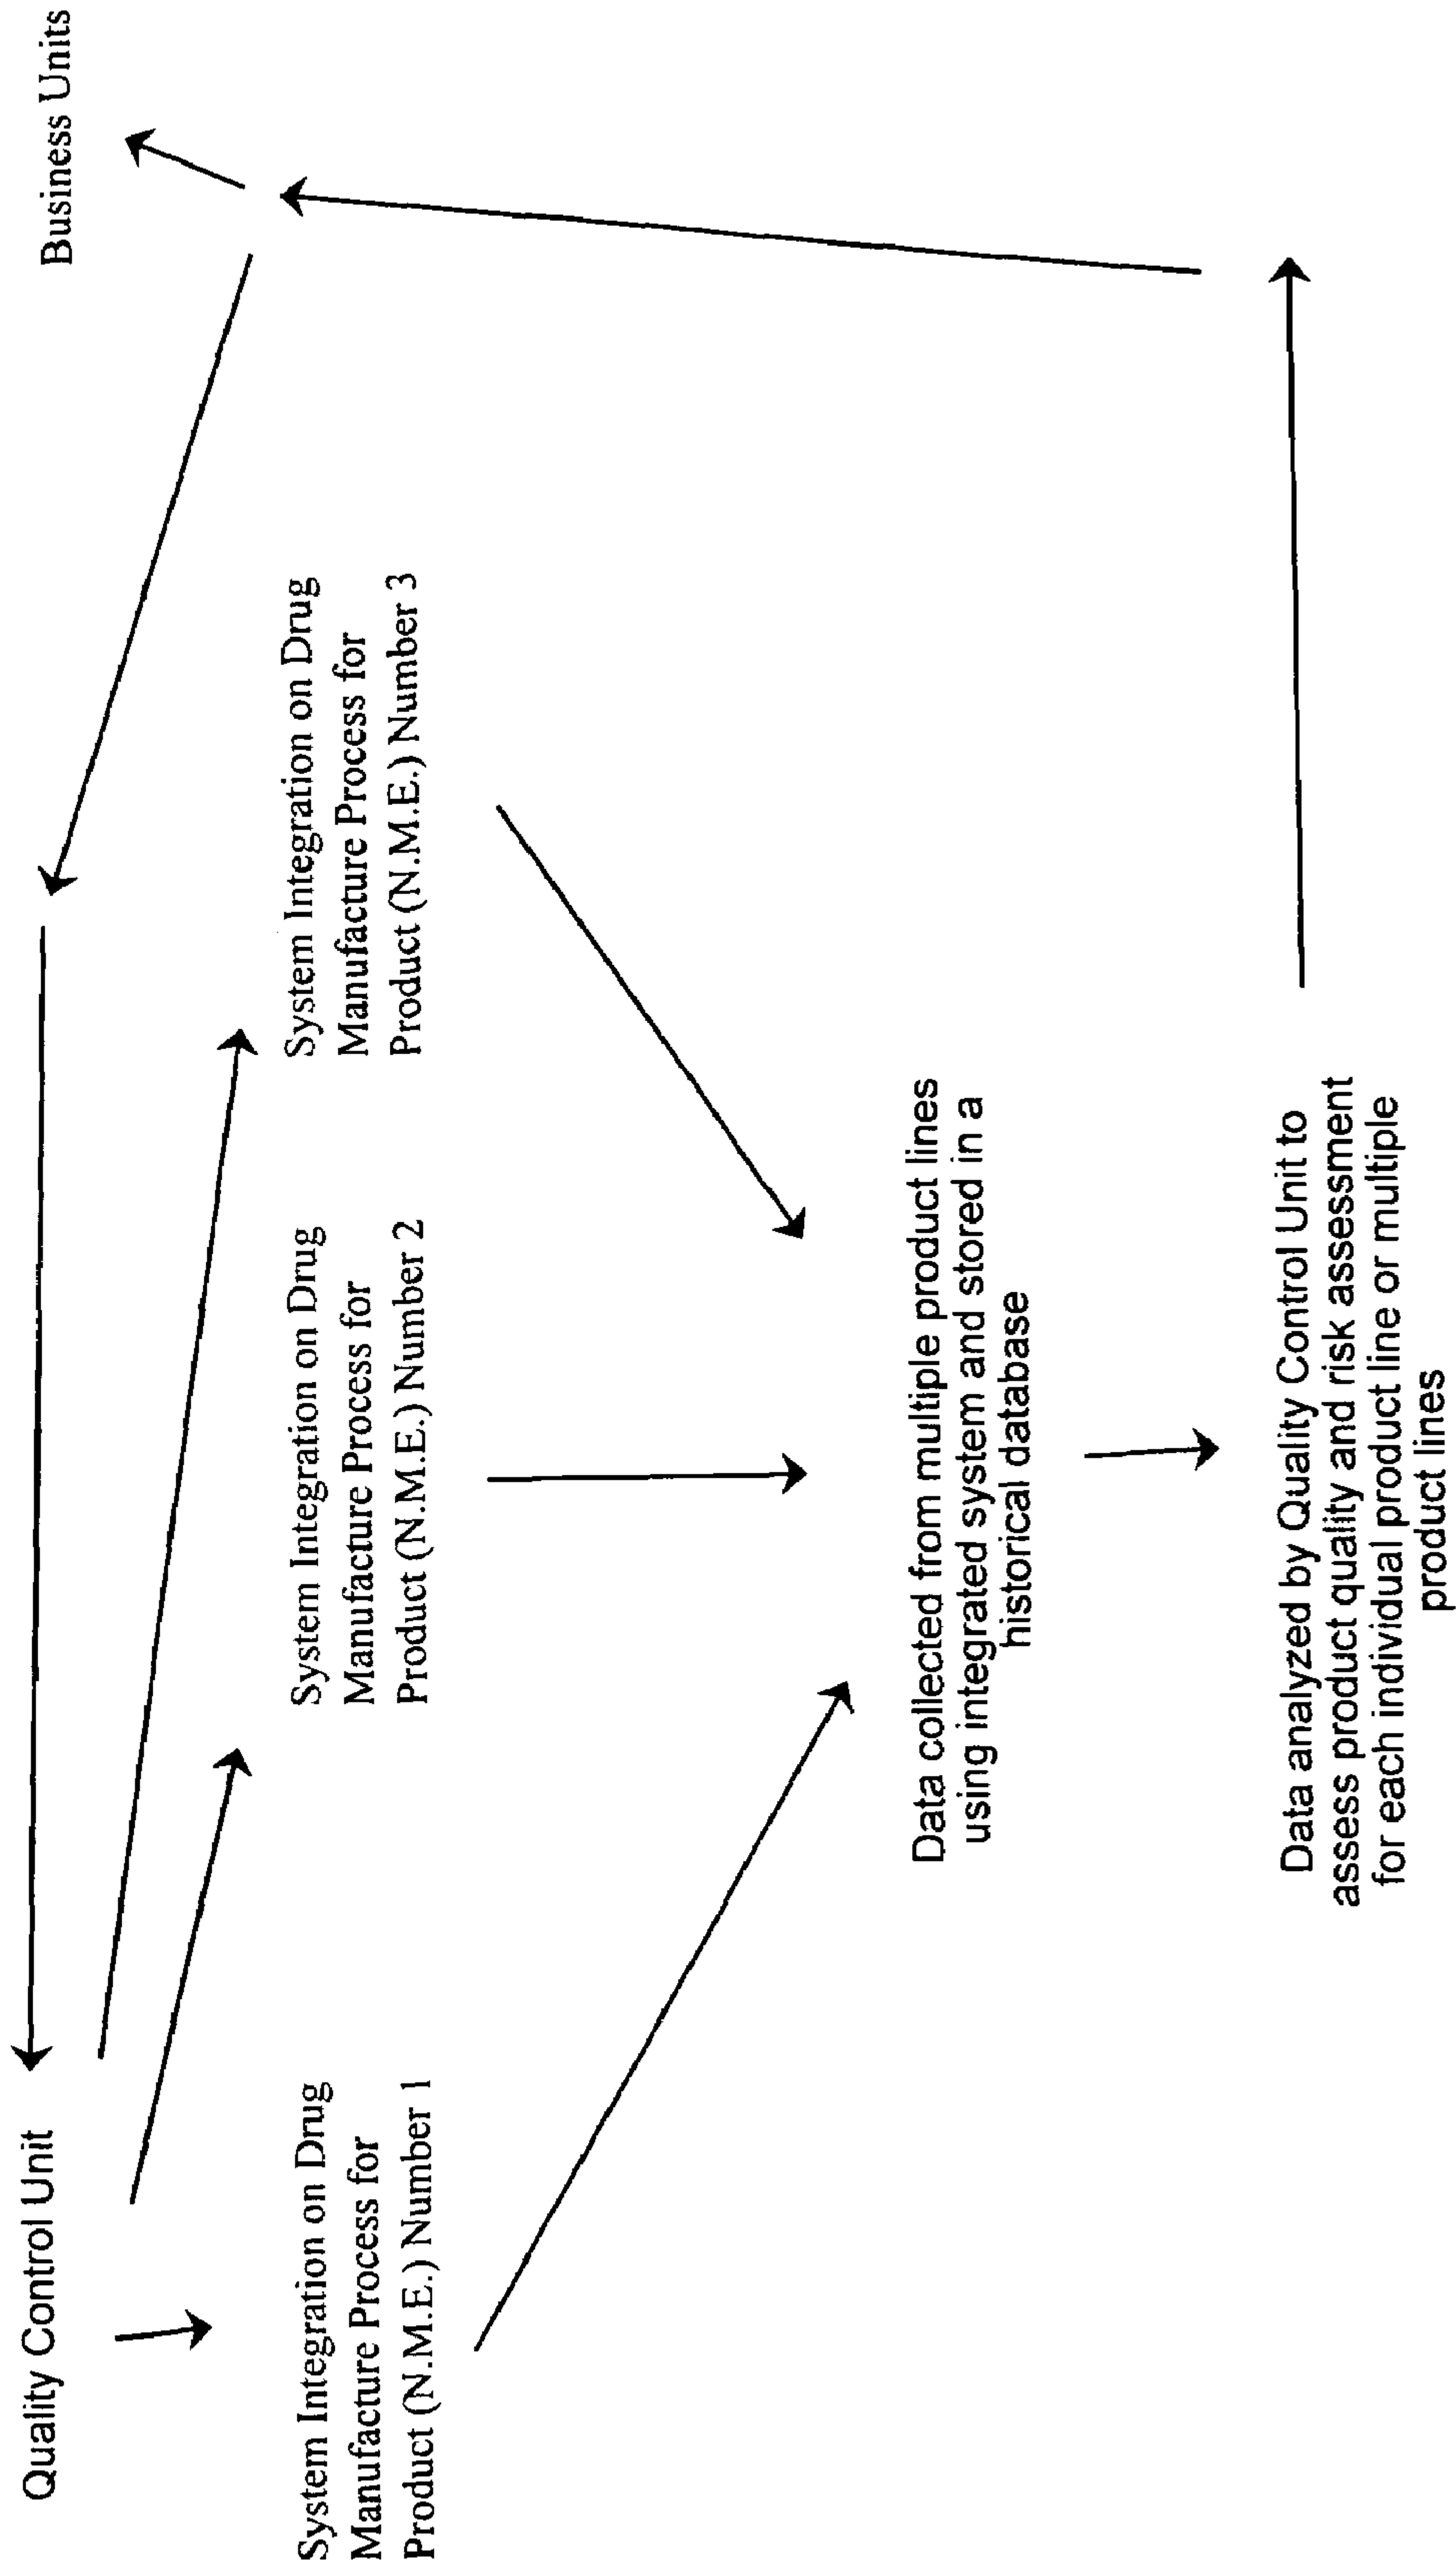 Quality Control Unit
Business Units
System Integration on Drug
Manufacture Process for
Product (N.M.E.) Number 1
System Integration on Drug
Manufacture Process for
Product (N.M.E.) Number 2
System Integration on Drug
Manufacture Process for
Product (N.M.E.) Number 3
Data collected from multiple product lines
using integrated system and stored in a
historical database
Data analyzed by Quality Control Unit to
assess product quality and risk assessment
for each individual product line or multiple
product lines